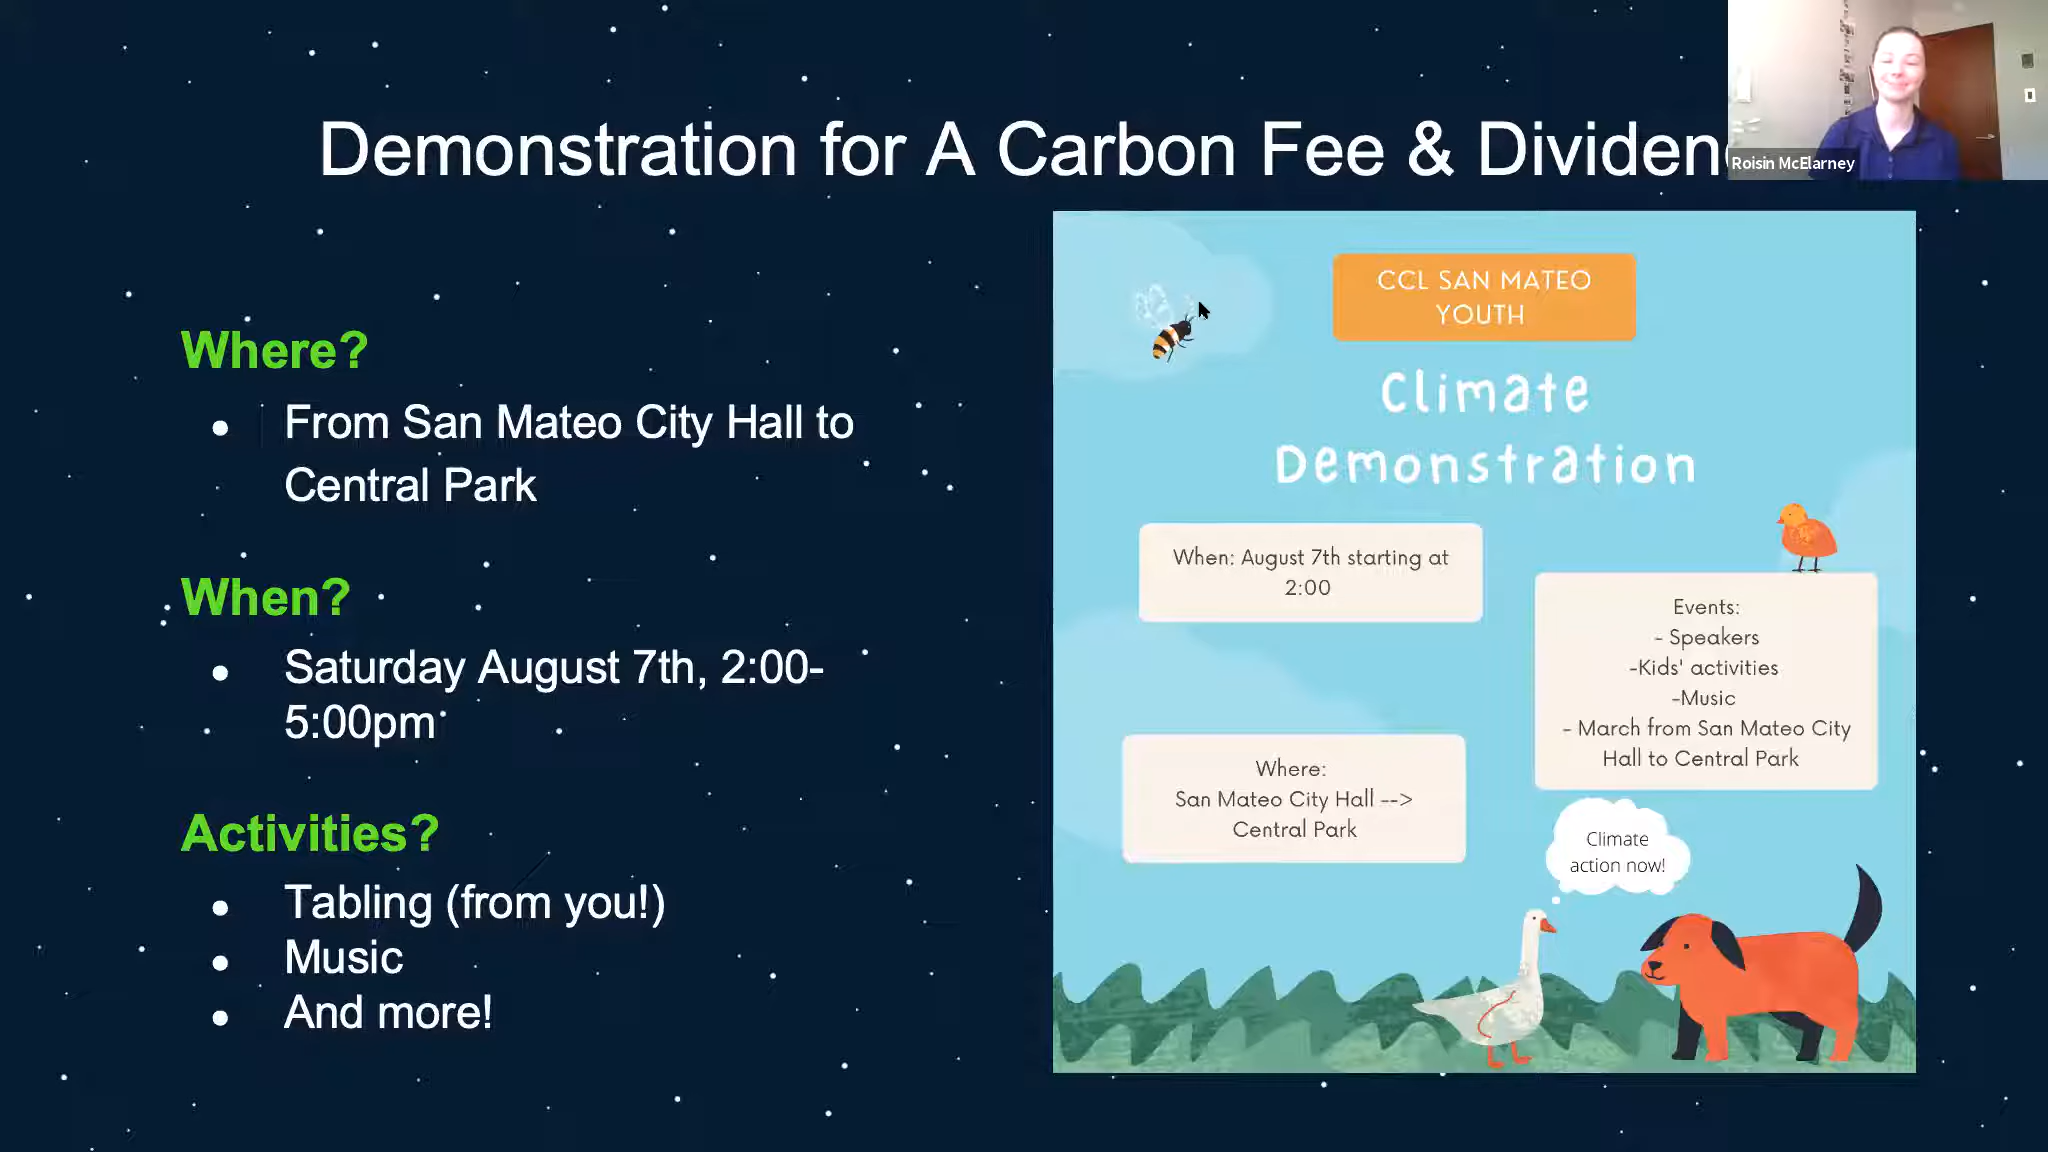 Demonstration for A Carbon Fee & Dividen
Roisin McElarney
Where?
From San Mateo City Hall to
Central Park
When?
Saturday August 7th, 2:00-
5:00pm
Activities?
Tabling (from you!)
Music
And more!
CCL SAN MATEO
YOUTH
Climate
Demonstration
When: August 7th starting at
2:00
Events:
- Speakers
-Kids' activities
-Music
- March from San Mateo City
Hall to Central Park
Where:
San Mateo City Hall -->
Central Park
Climate
action now!